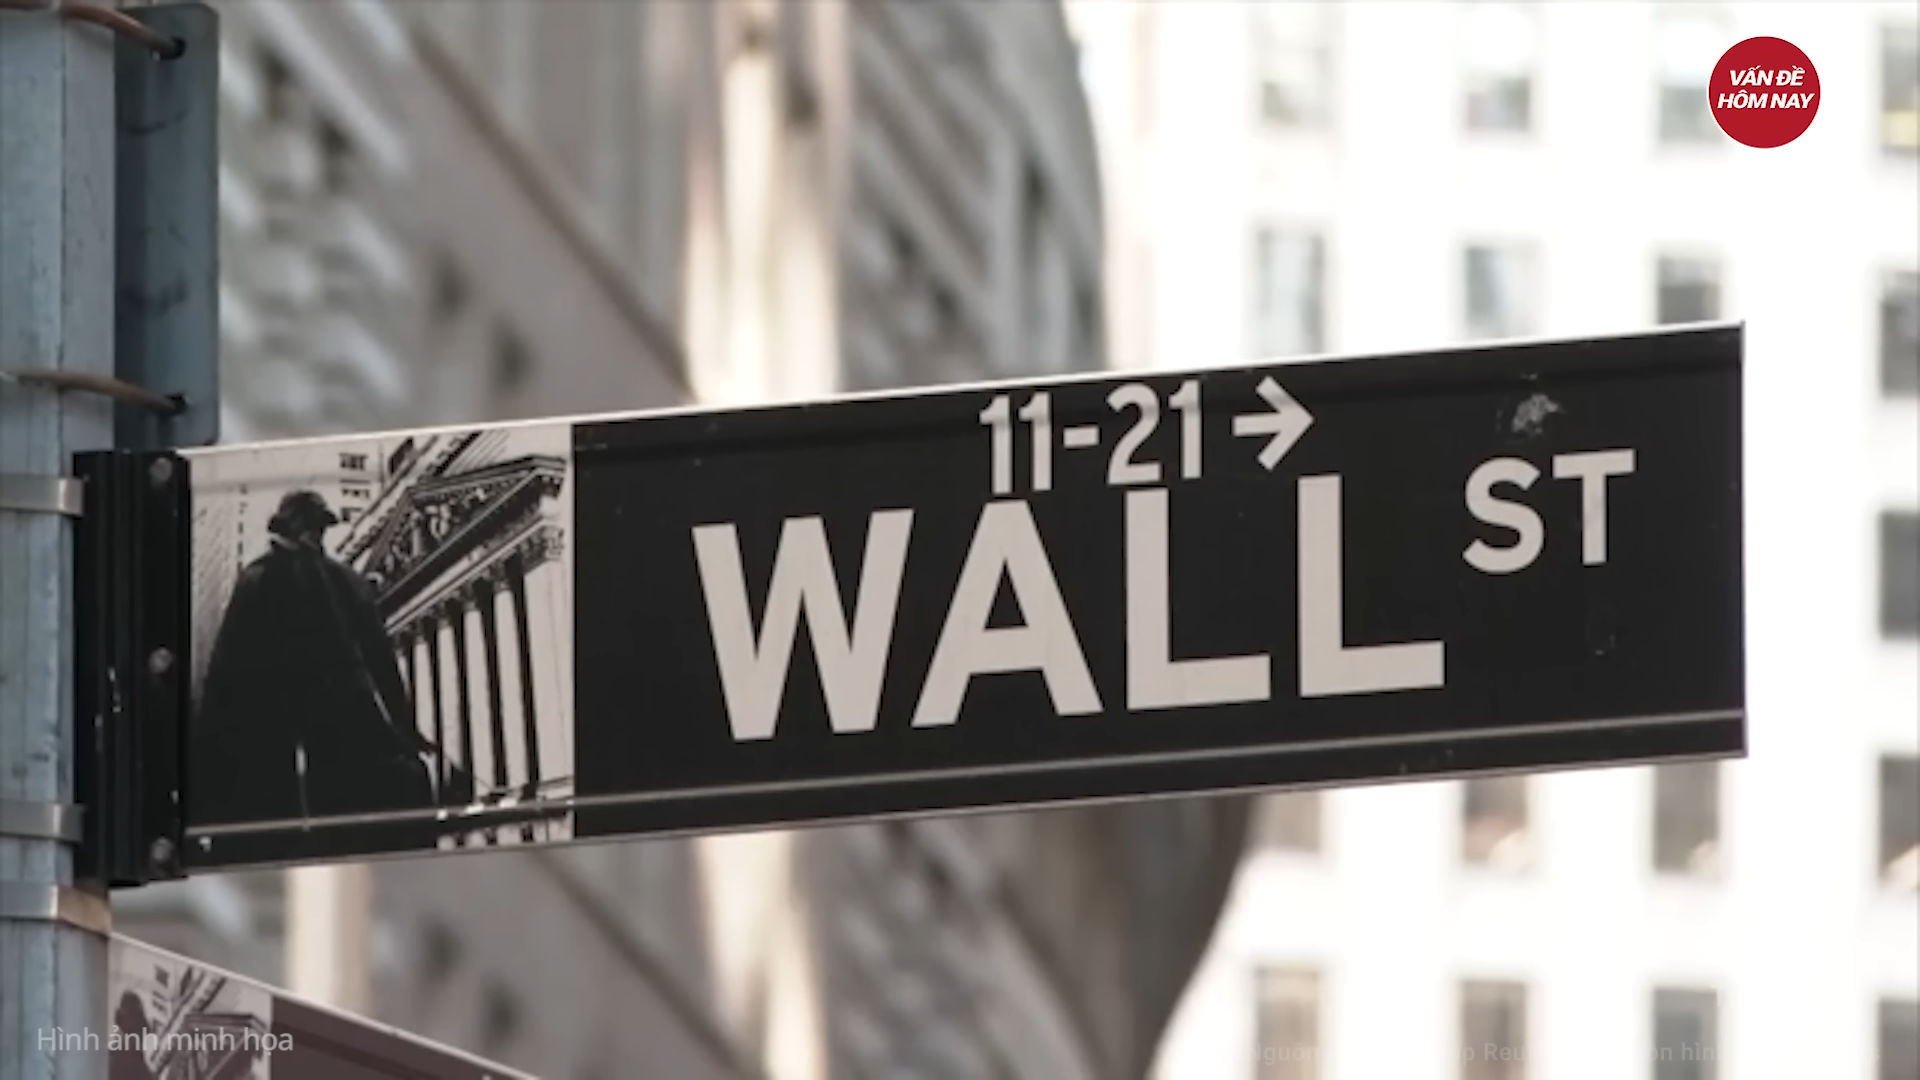 VẤN ĐỀ
HÔM NAY
11-21 →
WALL ST
Hình ảnh minh họa